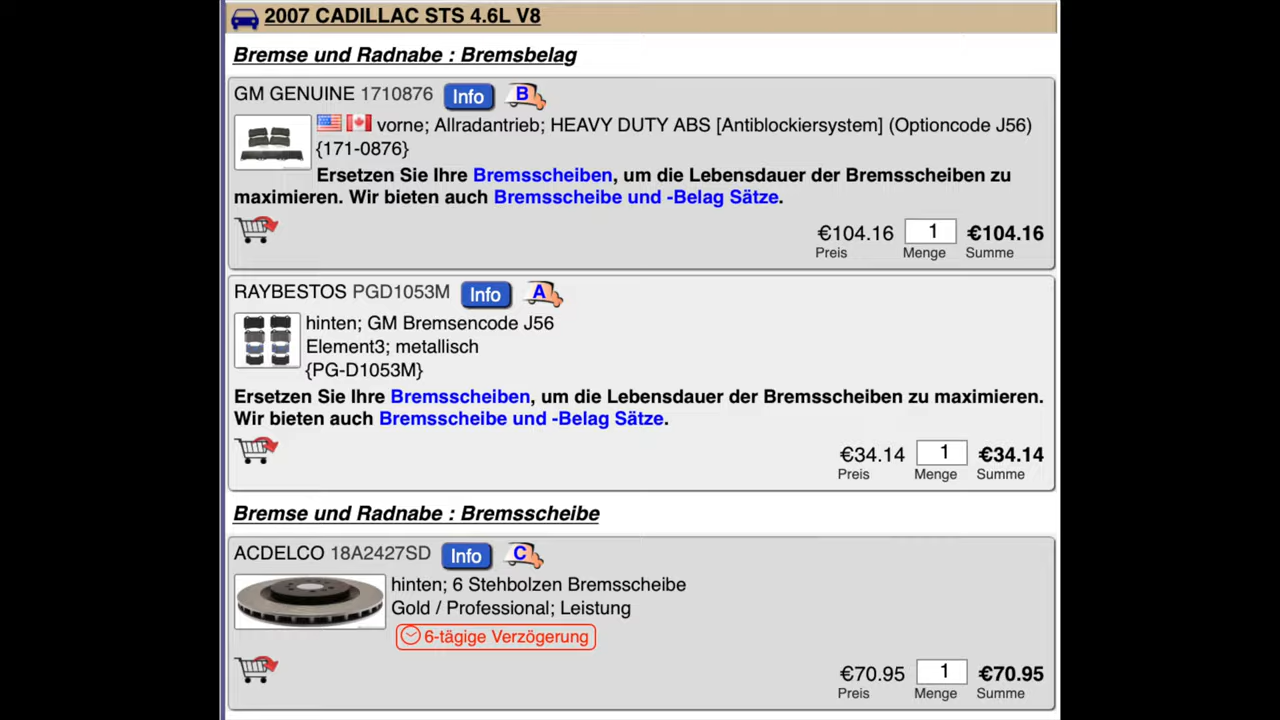 2007 CADILLAC STS 4.6L V8
Bremse und Radnabe : Bremsbelag
GM GENUINE 1710876 Info B
vorne; Allradantrieb; HEAVY DUTY ABS [Antiblockiersystem] (Optioncode J56)
{171-0876}
Ersetzen Sie Ihre Bremsscheiben, um die Lebensdauer der Bremsscheiben zu
maximieren. Wir bieten auch Bremsscheibe und -Belag Sätze.
€104.16 1 €104.16
Preis Menge Summe
RAYBESTOS PGD1053M Info A
hinten; GM Bremsencode J56
Element3; metallisch
{PG-D1053M}
Ersetzen Sie Ihre Bremsscheiben, um die Lebensdauer der Bremsscheiben zu maximieren.
Wir bieten auch Bremsscheibe und -Belag Sätze.
€34.14 1 €34.14
Preis Menge Summe
Bremse und Radnabe : Bremsscheibe
ACDELCO 18A2427SD Info C
hinten; 6 Stehbolzen Bremsscheibe
Gold / Professional; Leistung
6-tägige Verzögerung
€70.95 1 €70.95
Preis Menge Summe